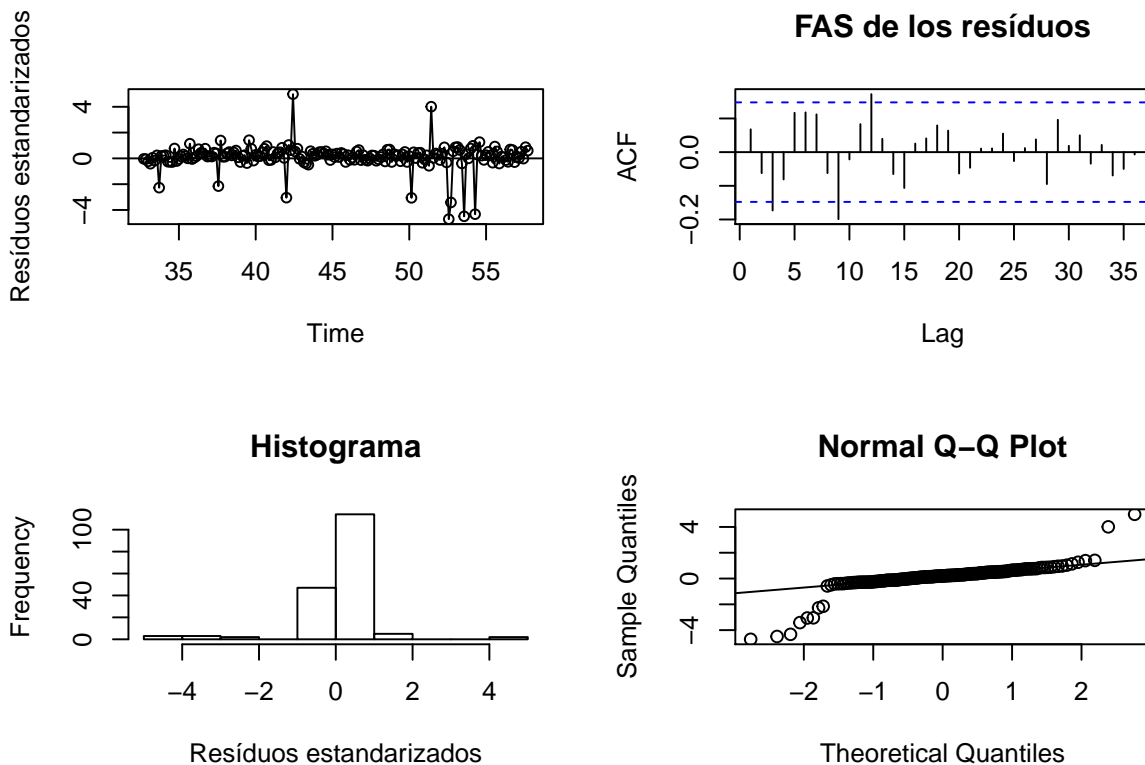 Resíduos estandarizados
4
0
−4
35 40 45 50 55
Time
FAS de los resíduos
ACF
0.0
−0.2
0 5 10 15 20 25 30 35
Lag
Histograma
Frequency
100
40
0
−4 −2 0 2 4
Resíduos estandarizados
Normal Q−Q Plot
Sample Quantiles
4
0
−4
−2 −1 0 1 2
Theoretical Quantiles